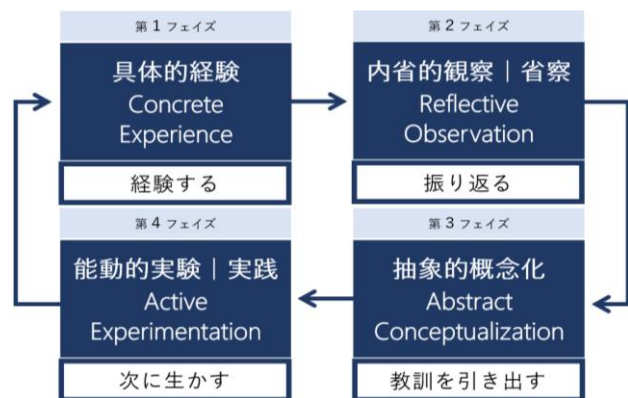 第1フェイズ
具体的経験
Concrete
Experience
経験する
第2フェイズ
内省的観察｜省察
Reflective
Observation
振り返る
第3フェイズ
抽象的概念化
Abstract
Conceptualization
教訓を引き出す
第4フェイズ
能動的実験｜実践
Active
Experimentation
次に生かす